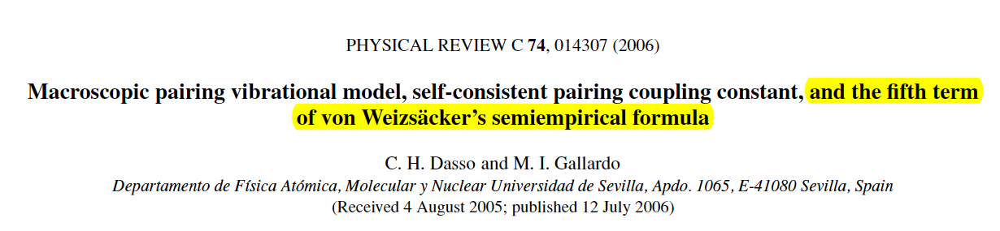 PHYSICAL REVIEW C 74, 014307 (2006)
Macroscopic pairing vibrational model, self-consistent pairing coupling constant, and the fifth term
of von Weizsäcker's semiempirical formula
C. H. Dasso and M. I. Gallardo
Departamento de Física Atómica, Molecular y Nuclear Universidad de Sevilla, Apdo. 1065, E-41080 Sevilla, Spain
(Received 4 August 2005; published 12 July 2006)